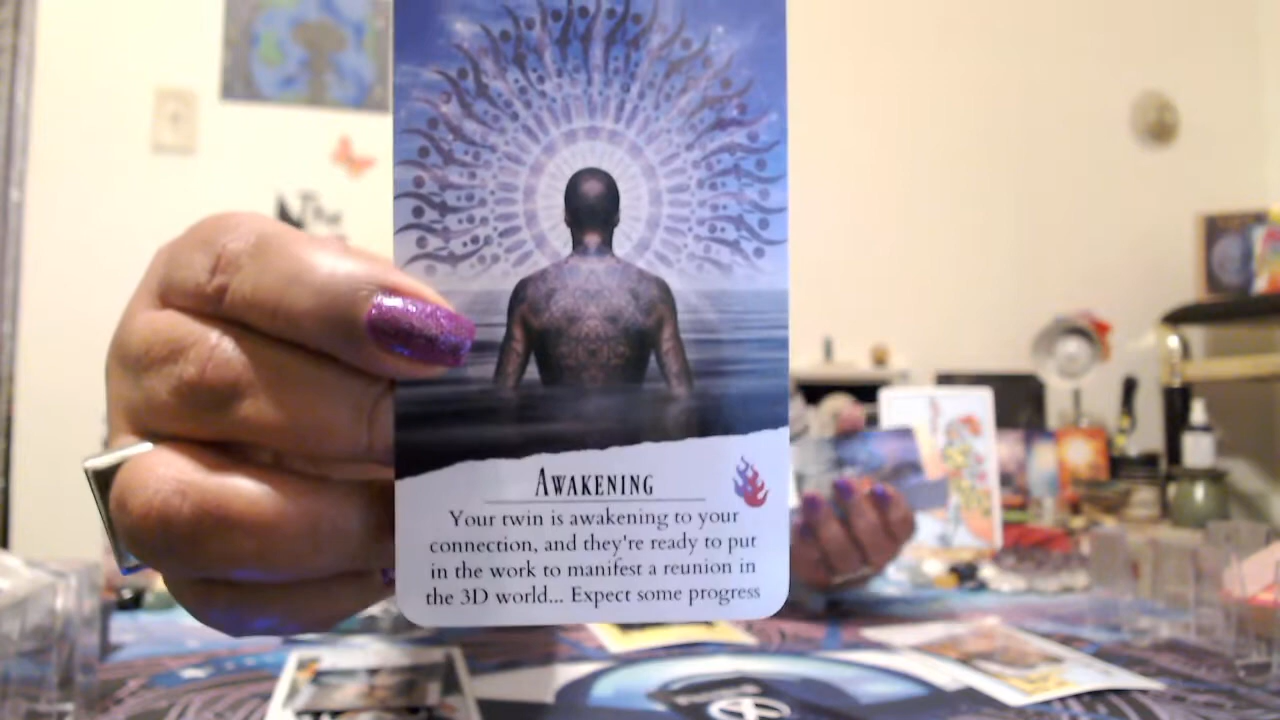 The
AWAKENING
Your twin is awakening to your
connection, and they're ready to put
in the work to manifest a reunion in
the 3D world... Expect some progress